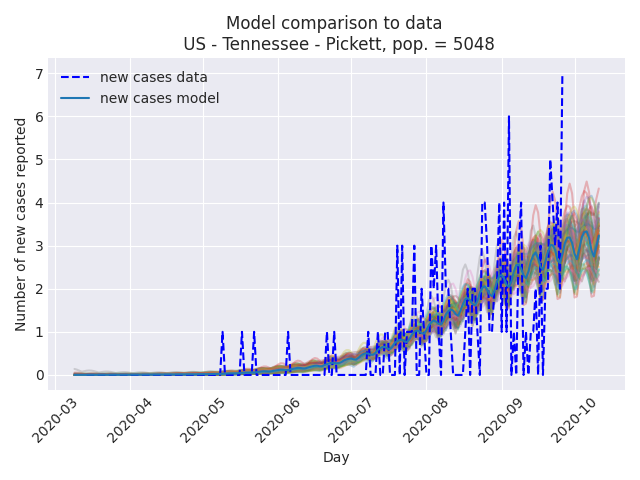 Model comparison to data
US - Tennessee - Pickett, pop. = 5048
new cases data
new cases model
Number of new cases reported
7
6
5
4
3
2
1
0
2020-03
2020-04
2020-05
2020-06
2020-07
2020-08
2020-09
2020-10
Day